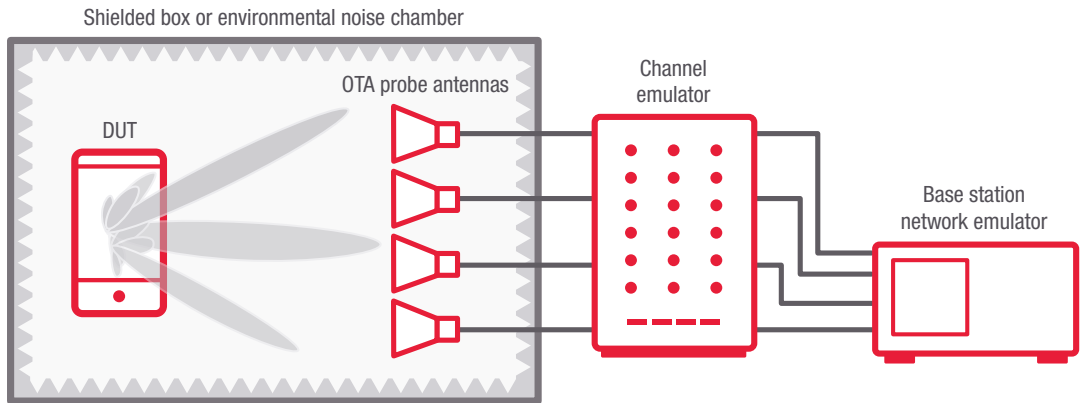 Shielded box or environmental noise chamber
DUT
OTA probe antennas
Channel
emulator
Base station
network emulator